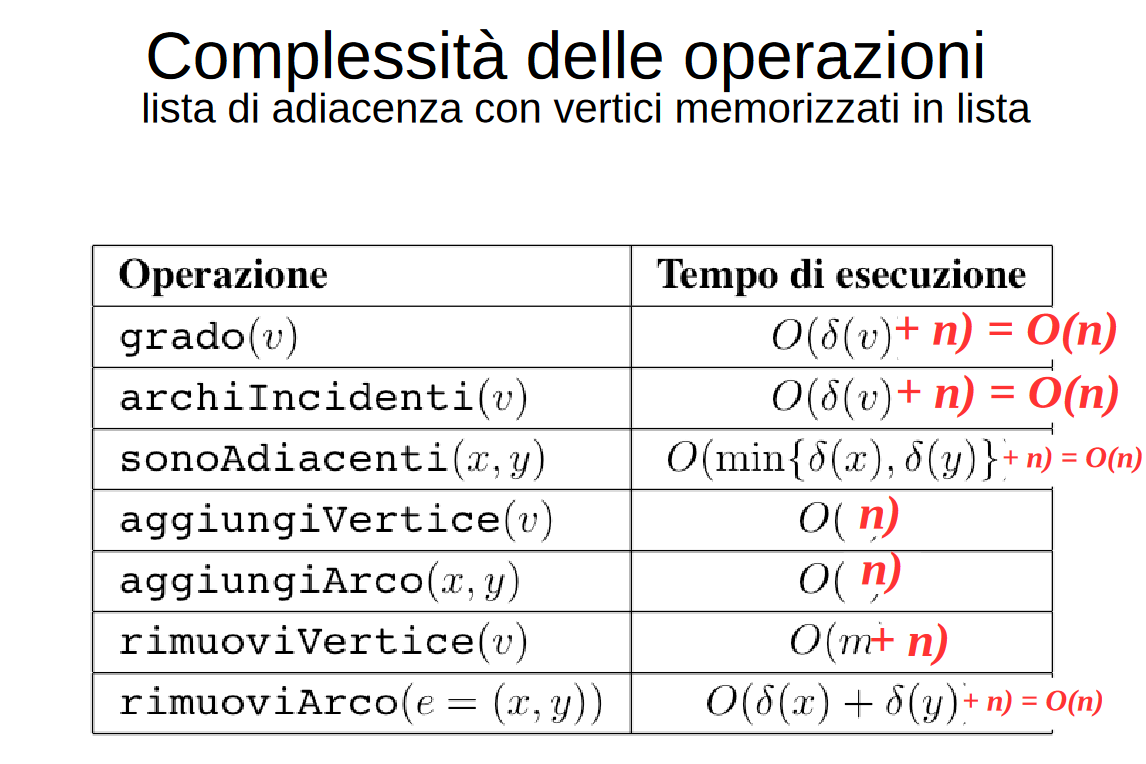 Complessità delle operazioni
lista di adiacenza con vertici memorizzati in lista
Operazione Tempo di esecuzione
grado(v) O(δ(v)+ n) = O(n)
archiIncidenti(v) O(δ(v)+ n) = O(n)
sonoAdiacenti(x, y) O(min{δ(x), δ(y)}+ n) = O(n)
aggiungiVertice(v) O( n)
aggiungiArco(x, y) O( n)
rimuoviVertice(v) O(m+ n)
rimuoviArco(e = (x, y)) O(δ(x) + δ(y)+ n) = O(n)